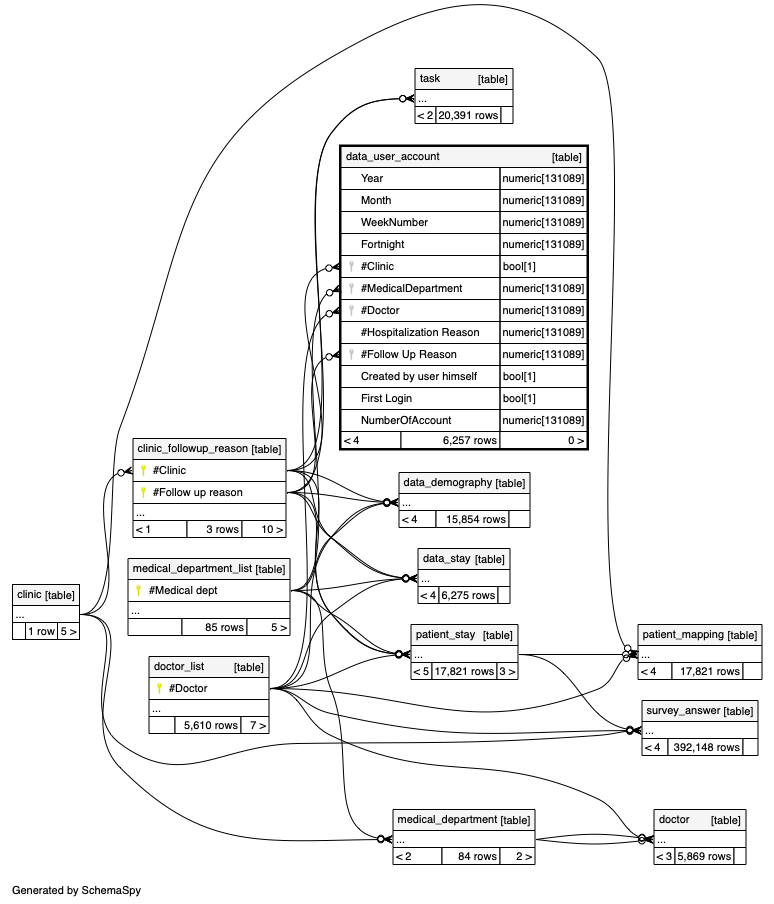 task [table]
...
< 2 20,391 rows
data_user_account [table]
Year numeric[131089]
Month numeric[131089]
WeekNumber numeric[131089]
Fortnight numeric[131089]
#Clinic bool[1]
#MedicalDepartment numeric[131089]
#Doctor numeric[131089]
#Hospitalization Reason numeric[131089]
#Follow Up Reason numeric[131089]
Created by user himself bool[1]
First Login bool[1]
NumberOfAccount numeric[131089]
< 4 6,257 rows 0 >
clinic_followup_reason [table]
#Clinic
#Follow up reason
...
< 1 3 rows 10 >
data_demography [table]
...
< 4 15,854 rows
data_stay [table]
...
< 4 6,275 rows
medical_department_list [table]
#Medical dept
...
85 rows 5 >
clinic [table]
...
1 row 5 >
patient_stay [table]
...
< 5 17,821 rows 3 >
patient_mapping [table]
...
< 4 17,821 rows
doctor_list [table]
#Doctor
...
5,610 rows 7 >
survey_answer [table]
...
< 4 392,148 rows
medical_department [table]
...
< 2 84 rows 2 >
doctor [table]
...
< 3 5,869 rows
Generated by SchemaSpy